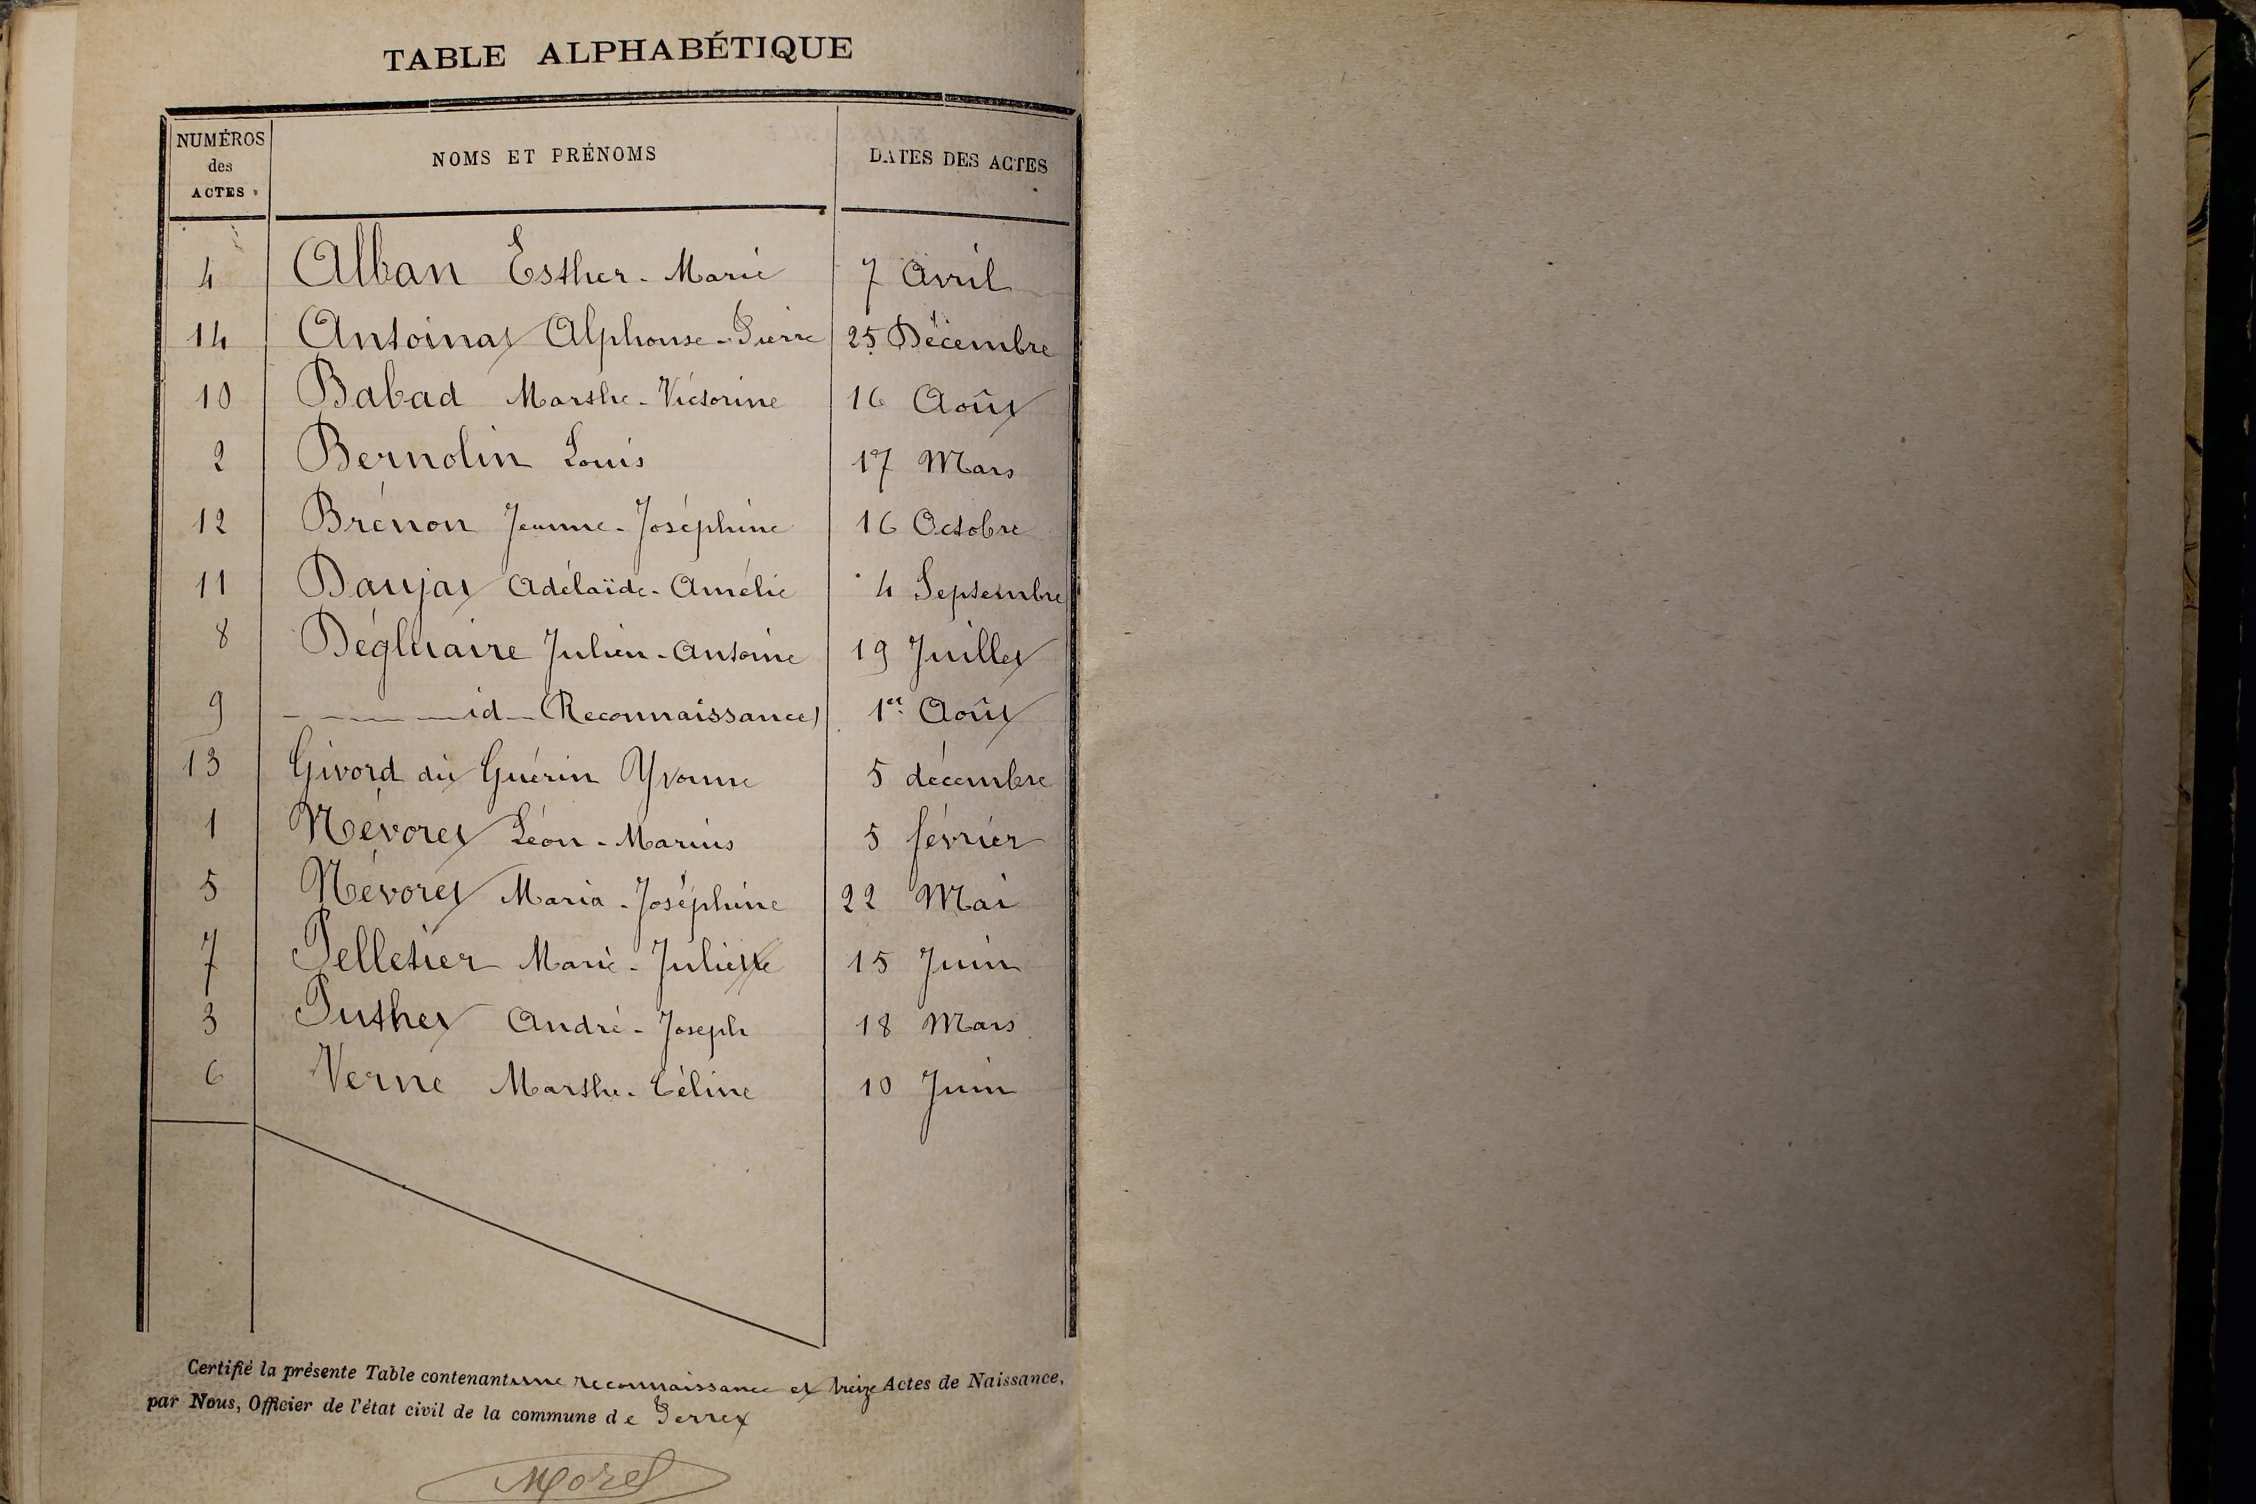 TABLE ALPHABÉTIQUE
NUMÉROS des ACTES NOMS ET PRÉNOMS DATES DES ACTES
4 Alban Esther-Marie 7 Avril
14 Antoinat Alphonse-Pierre 25 Décembre
10 Babad Marthe-Victorine 16 Août
2 Bernolin Louis 17 Mars
12 Brénon Jeanne-Joséphine 16 Octobre
11 Daujat Adélaïde-Amélie 4 Septembre
8 Dégluaire Julien-Antoine 19 Juillet
9 id (Reconnaissance) 1er Août
13 Givord dit Guérin Yvonne 5 décembre
1 Névoret Léon-Marius 5 février
5 Névoret Maria-Joséphine 22 Mai
7 Pelletier Marie-Juliette 15 Juin
3 Puthet André-Joseph 18 Mars
6 Verne Marthe-Céline 10 Juin
Certifié la présente Table contenant une reconnaissance et treize Actes de Naissance,
par Nous, Officier de l'état civil de la commune de Perrex
Morel